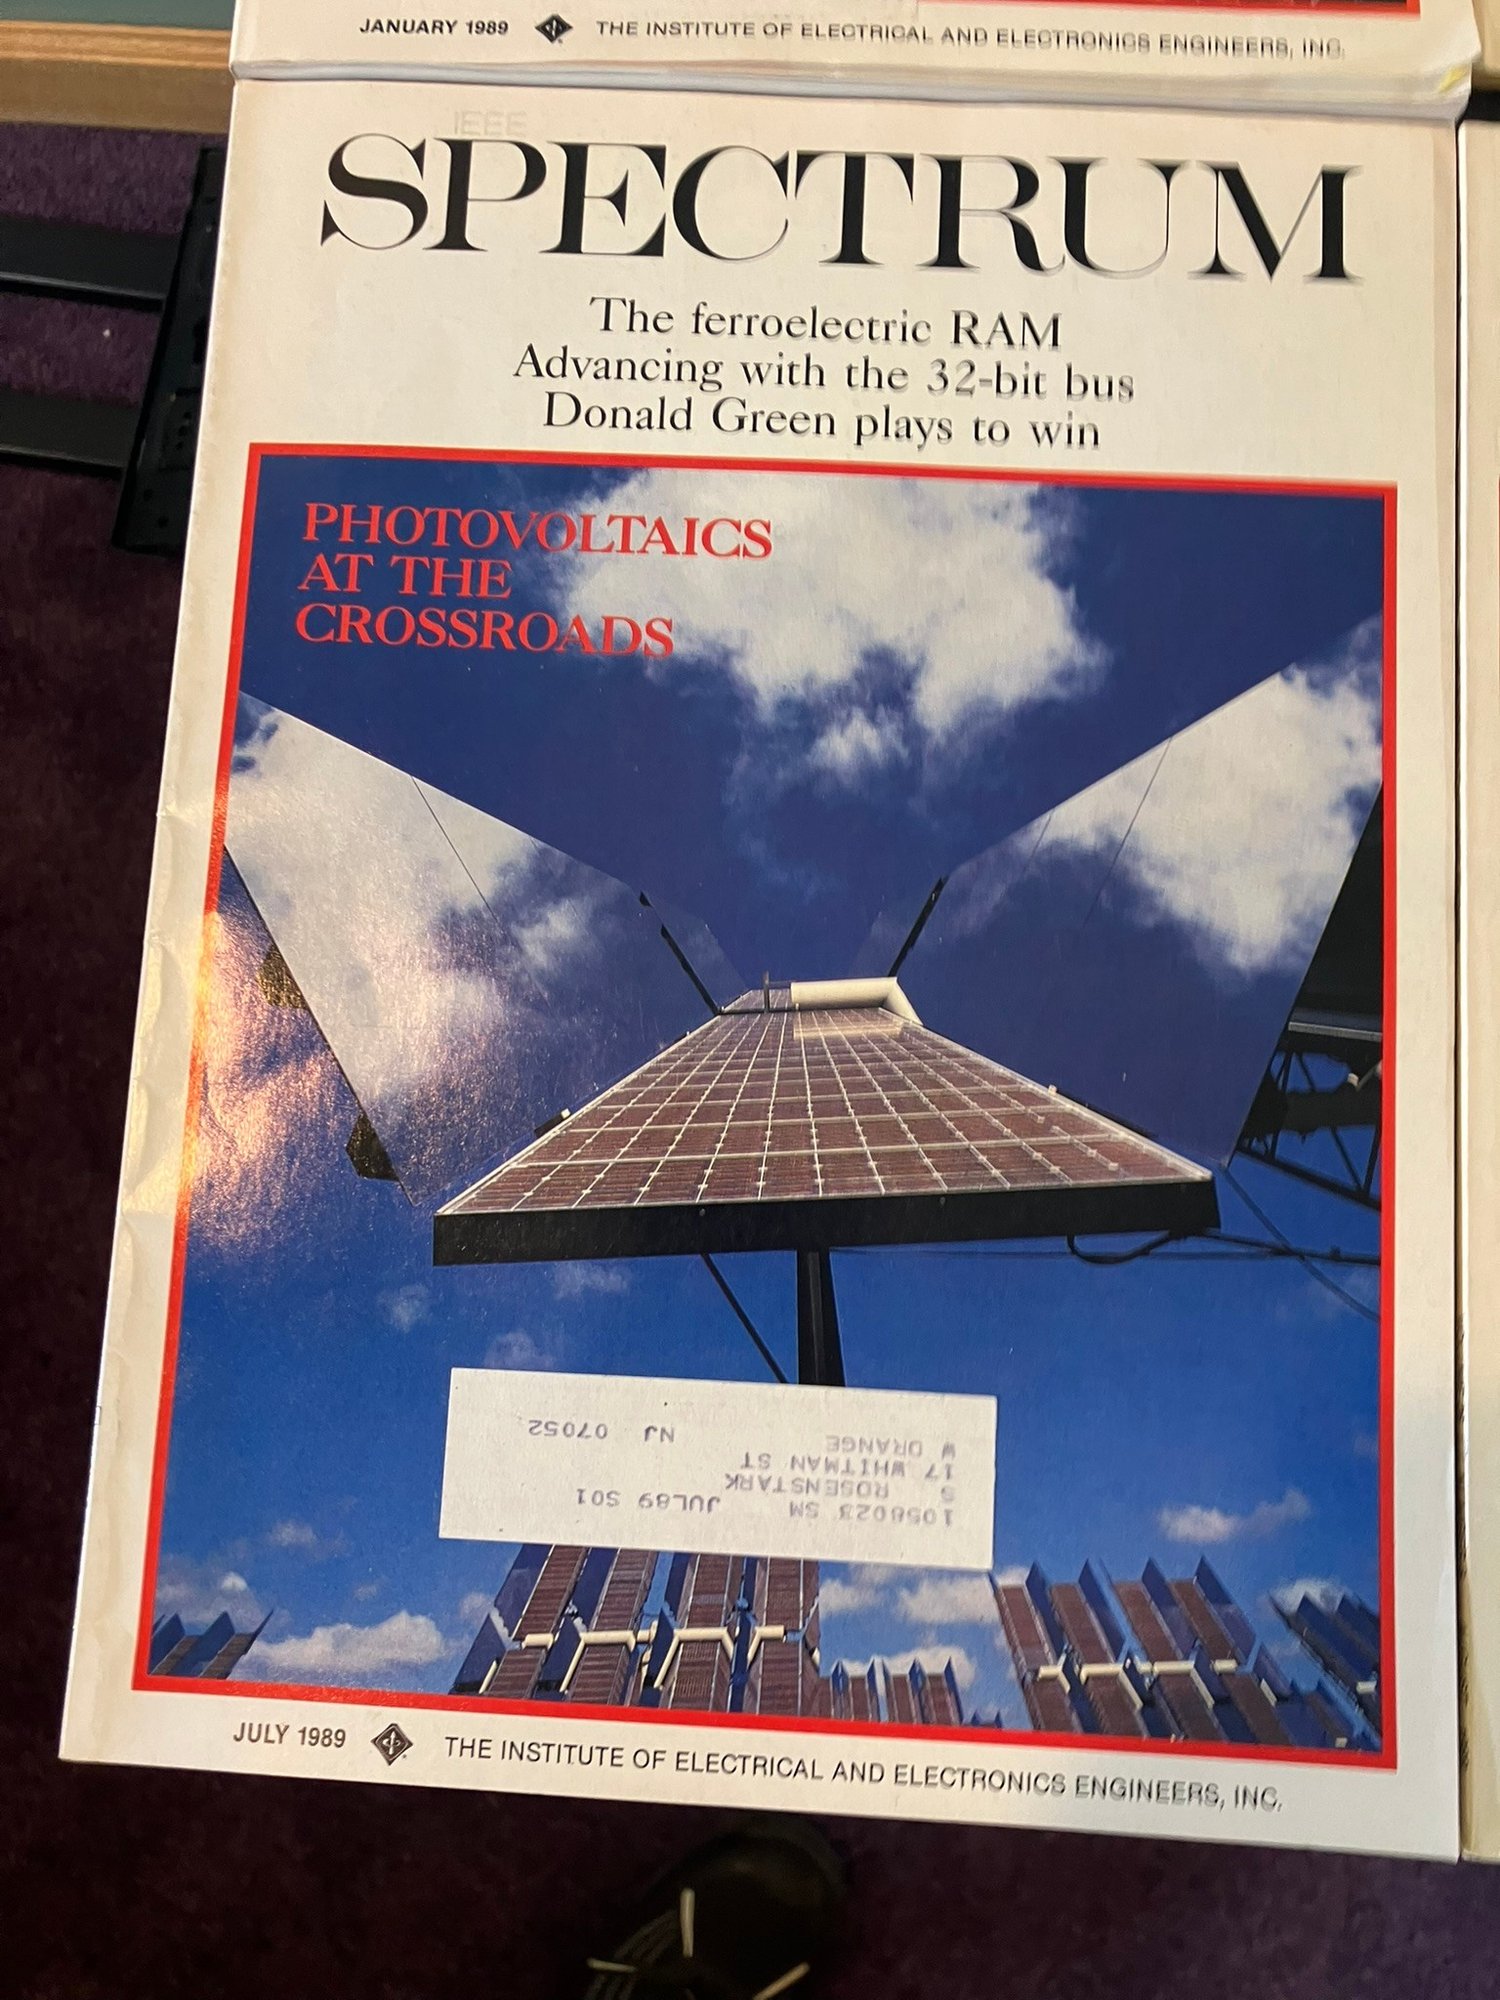 JANUARY 1989 THE INSTITUTE OF ELECTRICAL AND ELECTRONICS ENGINEERS, INC.
IEEE
SPECTRUM
The ferroelectric RAM
Advancing with the 32-bit bus
Donald Green plays to win
PHOTOVOLTAICS
AT THE
CROSSROADS
1058023 SM JUL89 S01
S ROSENSTARK
17 WHITMAN ST
W ORANGE
NJ 07052
JULY 1989 THE INSTITUTE OF ELECTRICAL AND ELECTRONICS ENGINEERS, INC.